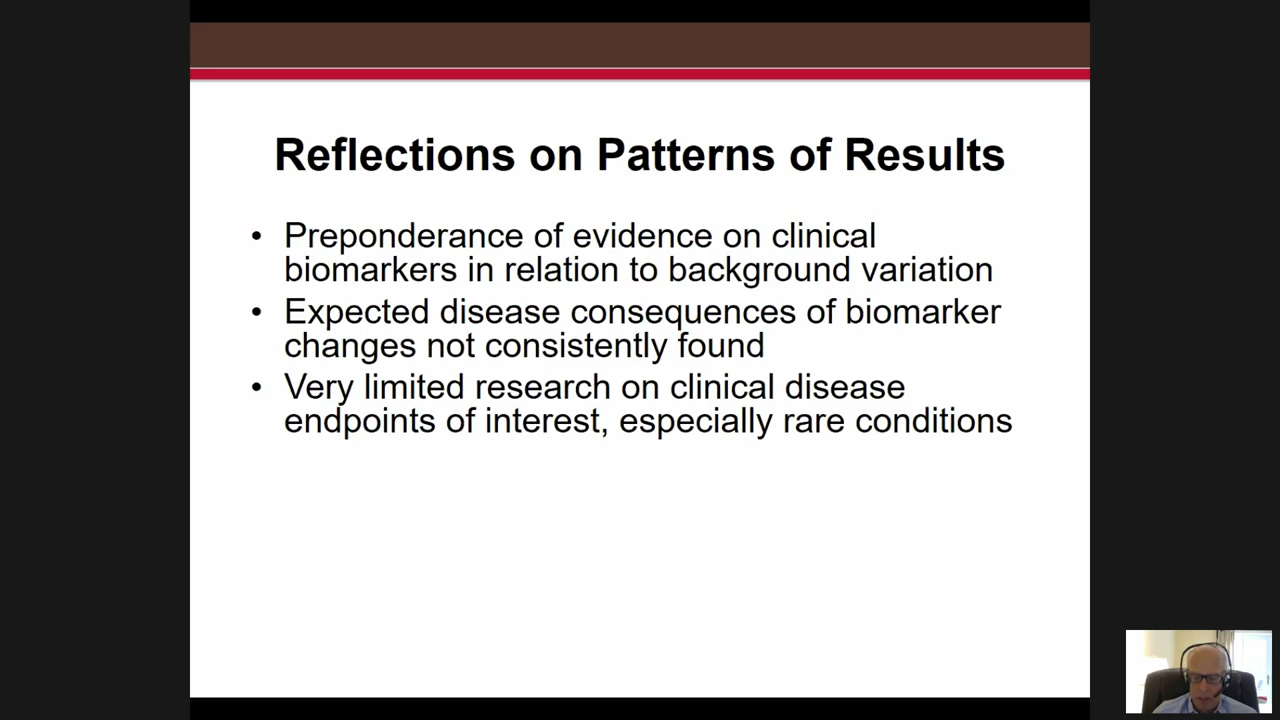 Reflections on Patterns of Results
• Preponderance of evidence on clinical
biomarkers in relation to background variation
• Expected disease consequences of biomarker
changes not consistently found
• Very limited research on clinical disease
endpoints of interest, especially rare conditions